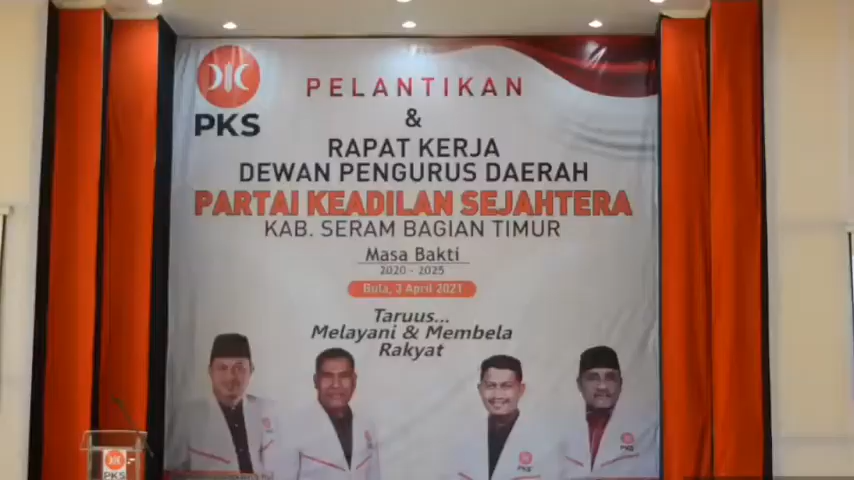 PKS
PELANTIKAN
&
RAPAT KERJA
DEWAN PENGURUS DAERAH
PARTAI KEADILAN SEJAHTERA
KAB. SERAM BAGIAN TIMUR
Masa Bakti
2020 - 2025
Bula, 3 April 2021
Taruus...
Melayani & Membela
Rakyat
PKS
PKS